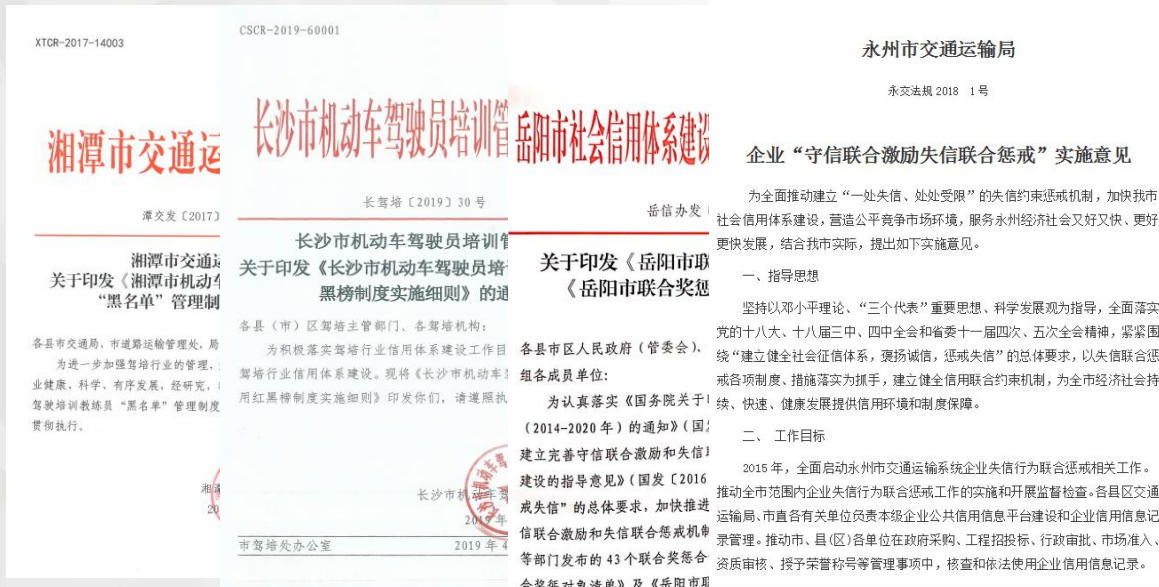 XTCR-2017-14003
湘潭市交通运
潭交发〔2017〕
湘潭市交通运
关于印发《湘潭市机动车
“黑名单”管理制
各县市交通局、市道路运输管理处、局
为进一步加强驾培行业的管理，
业健康、科学、有序发展，经研究，
驾驶培训教练员“黑名单”管理制度
贯彻执行。
湘
20
CSCR-2019-60001
长沙市机动车驾驶员培训管
长驾培〔2019〕30 号
长沙市机动车驾驶员培训管
关于印发《长沙市机动车驾驶员培
黑榜制度实施细则》的通
各县（市）区驾培主管部门、各驾培机构：
为积极落实驾培行业信用体系建设工作目
驾培行业信用体系建设。现将《长沙市机动车
用红黑榜制度实施细则》印发你们，请遵照执
长沙市机动车驾
2019 年
市驾培处办公室 2019 年 4
岳阳市社会信用体系建设
岳信办发
关于印发《岳阳市联
《岳阳市联合奖惩
各县市区人民政府（管委会）、
组各成员单位：
为认真落实《国务院关于印
（2014-2020 年）的通知》（国发
建立完善守信联合激励和失信联
建设的指导意见》（国发〔2016
戒失信”的总体要求，加快推进
信联合激励和失信联合惩戒机制
等部门发布的 43 个联合奖惩合
合奖惩对象清单》及《岳阳市联
永州市交通运输局
永交法规 2018 1 号
企业“守信联合激励失信联合惩戒”实施意见
为全面推动建立“一处失信、处处受限”的失信约束惩戒机制，加快我市
社会信用体系建设，营造公平竞争市场环境，服务永州经济社会又好又快、更好
更快发展，结合我市实际，提出如下实施意见。
一、指导思想
坚持以邓小平理论、“三个代表”重要思想、科学发展观为指导，全面落实
党的十八大、十八届三中、四中全会和省委十一届四次、五次全会精神，紧紧围
绕“建立健全社会征信体系，褒扬诚信，惩戒失信”的总体要求，以失信联合惩
戒各项制度、措施落实为抓手，建立健全信用联合约束机制，为全市经济社会持
续、快速、健康发展提供信用环境和制度保障。
二、 工作目标
2015 年，全面启动永州市交通运输系统企业失信行为联合惩戒相关工作。
推动全市范围内企业失信行为联合惩戒工作的实施和开展监督检查。各县区交通
运输局、市直各有关单位负责本级企业公共信用信息平台建设和企业信用信息记
录管理。推动市、县(区)各单位在政府采购、工程招投标、行政审批、市场准入、
资质审核、授予荣誉称号等管理事项中，核查和依法使用企业信用信息记录。